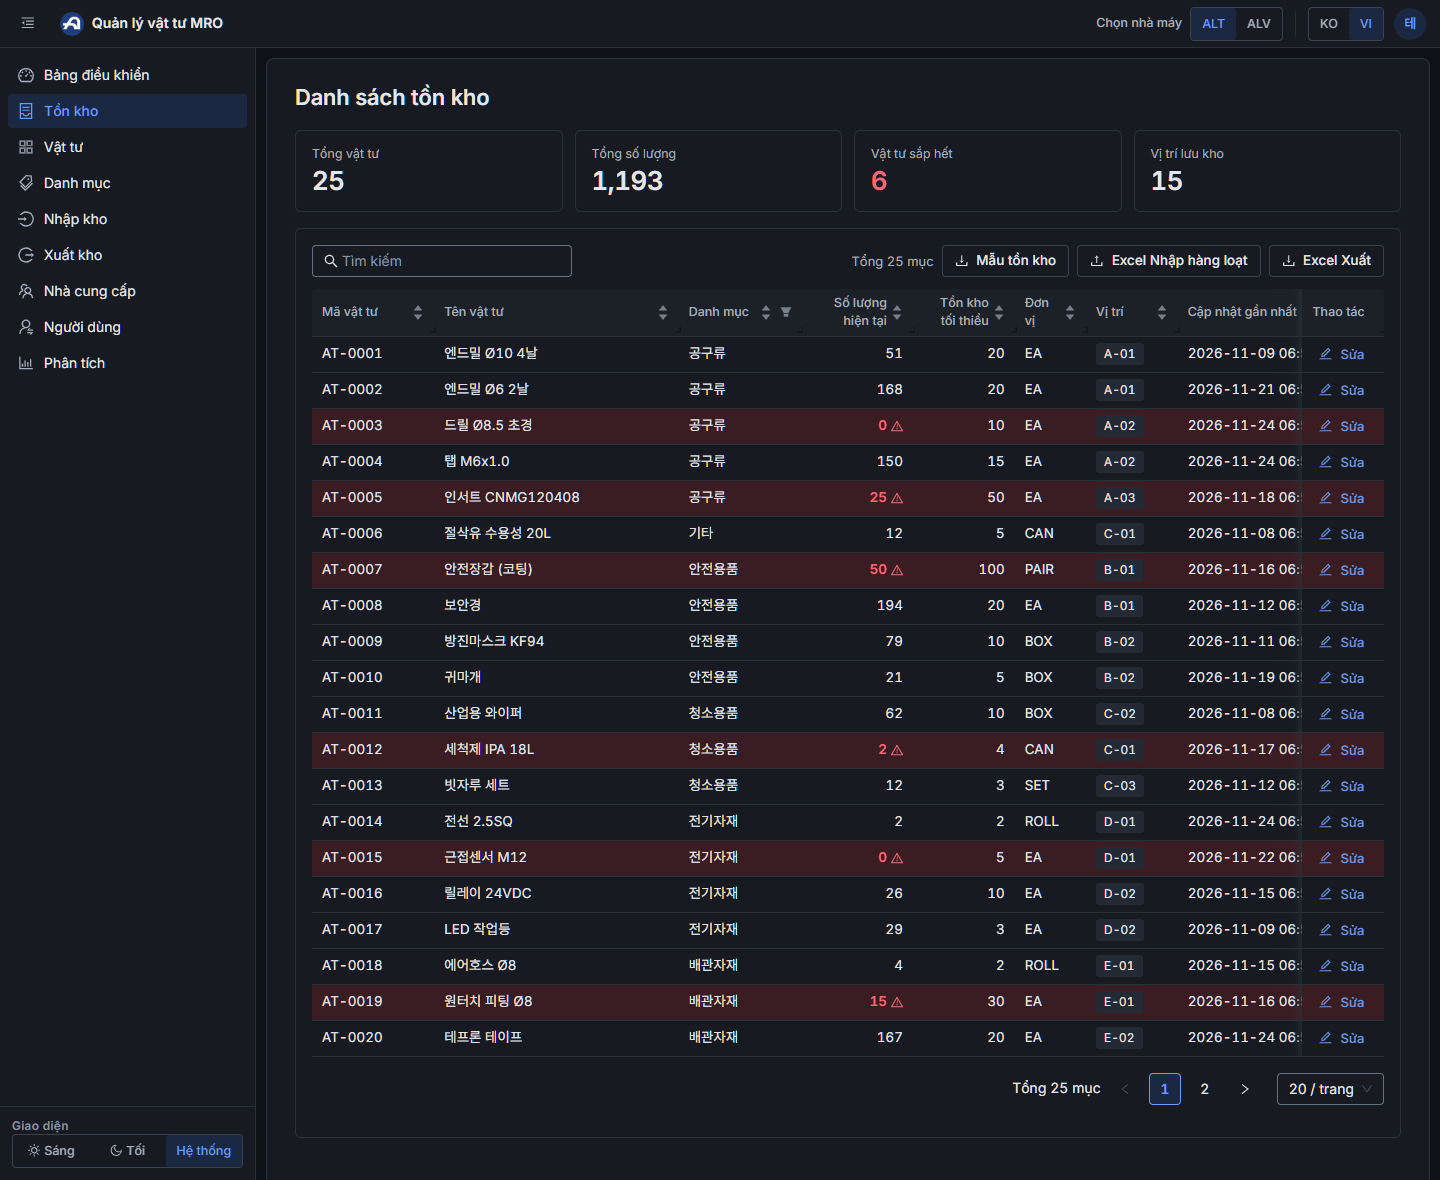 Quản lý vật tư MRO
Chọn nhà máy
ALT
ALV
KO
VI
테
Bảng điều khiển
Tồn kho
Vật tư
Danh mục
Nhập kho
Xuất kho
Nhà cung cấp
Người dùng
Phân tích
Giao diện
Sáng
Tối
Hệ thống
Danh sách tồn kho
Tổng vật tư
25
Tổng số lượng
1,193
Vật tư sắp hết
6
Vị trí lưu kho
15
Tìm kiếm
Tổng 25 mục
Mẫu tồn kho
Excel Nhập hàng loạt
Excel Xuất
Mã vật tư
Tên vật tư
Danh mục
Số lượng hiện tại
Tồn kho tối thiểu
Đơn vị
Vị trí
Cập nhật gần nhất
Thao tác
AT-0001 엔드밀 Ø10 4날 공구류 51 20 EA A-01 2026-11-09 06: Sửa
AT-0002 엔드밀 Ø6 2날 공구류 168 20 EA A-01 2026-11-21 06: Sửa
AT-0003 드릴 Ø8.5 초경 공구류 0 10 EA A-02 2026-11-24 06: Sửa
AT-0004 탭 M6x1.0 공구류 150 15 EA A-02 2026-11-24 06: Sửa
AT-0005 인서트 CNMG120408 공구류 25 50 EA A-03 2026-11-18 06: Sửa
AT-0006 절삭유 수용성 20L 기타 12 5 CAN C-01 2026-11-08 06: Sửa
AT-0007 안전장갑 (코팅) 안전용품 50 100 PAIR B-01 2026-11-16 06: Sửa
AT-0008 보안경 안전용품 194 20 EA B-01 2026-11-12 06: Sửa
AT-0009 방진마스크 KF94 안전용품 79 10 BOX B-02 2026-11-11 06: Sửa
AT-0010 귀마개 안전용품 21 5 BOX B-02 2026-11-19 06: Sửa
AT-0011 산업용 와이퍼 청소용품 62 10 BOX C-02 2026-11-08 06: Sửa
AT-0012 세척제 IPA 18L 청소용품 2 4 CAN C-01 2026-11-17 06: Sửa
AT-0013 빗자루 세트 청소용품 12 3 SET C-03 2026-11-12 06: Sửa
AT-0014 전선 2.5SQ 전기자재 2 2 ROLL D-01 2026-11-24 06: Sửa
AT-0015 근접센서 M12 전기자재 0 5 EA D-01 2026-11-22 06: Sửa
AT-0016 릴레이 24VDC 전기자재 26 10 EA D-02 2026-11-15 06: Sửa
AT-0017 LED 작업등 전기자재 29 3 EA D-02 2026-11-09 06: Sửa
AT-0018 에어호스 Ø8 배관자재 4 2 ROLL E-01 2026-11-15 06: Sửa
AT-0019 원터치 피팅 Ø8 배관자재 15 30 EA E-01 2026-11-16 06: Sửa
AT-0020 테프론 테이프 배관자재 167 20 EA E-02 2026-11-24 06: Sửa
Tổng 25 mục
1
2
20 / trang